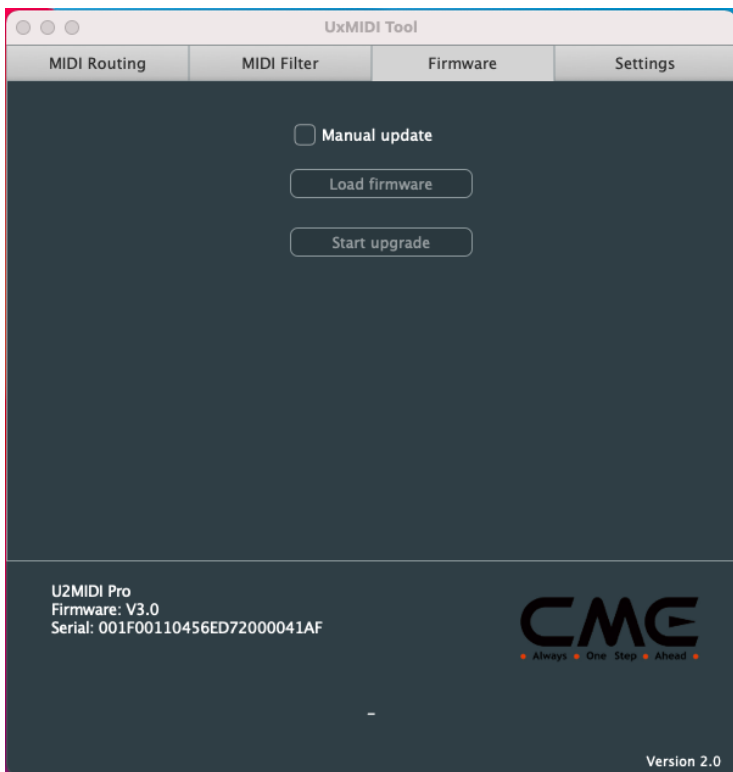 UxMIDI Tool
MIDI Routing MIDI Filter Firmware Settings
Manual update
Load firmware
Start upgrade
U2MIDI Pro
Firmware: V3.0
Serial: 001F00110456ED72000041AF
CME
Always One Step Ahead
–
Version 2.0